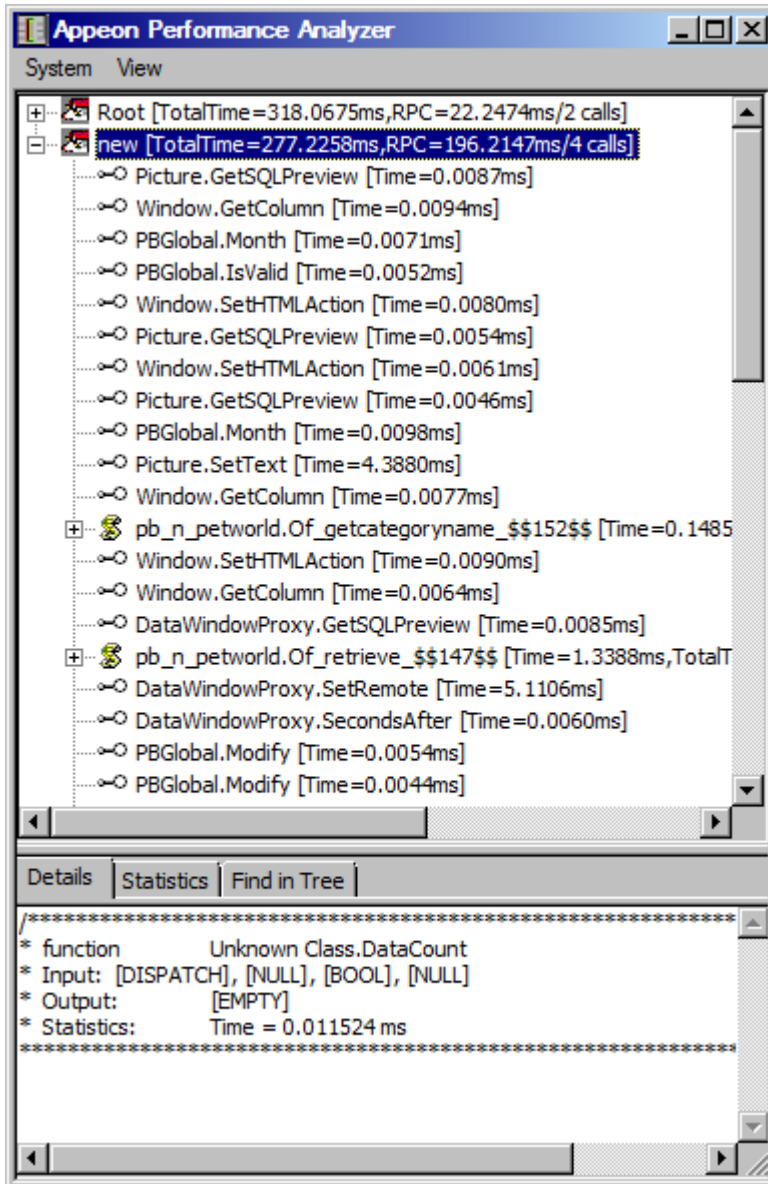 Appeon Performance Analyzer
System View
Root [TotalTime=318.0675ms,RPC=22.2474ms/2 calls]
new [TotalTime=277.2258ms,RPC=196.2147ms/4 calls]
Picture.GetSQLPreview [Time=0.0087ms]
Window.GetColumn [Time=0.0094ms]
PBGlobal.Month [Time=0.0071ms]
PBGlobal.IsValid [Time=0.0052ms]
Window.SetHTMLAction [Time=0.0080ms]
Picture.GetSQLPreview [Time=0.0054ms]
Window.SetHTMLAction [Time=0.0061ms]
Picture.GetSQLPreview [Time=0.0046ms]
PBGlobal.Month [Time=0.0098ms]
Picture.SetText [Time=4.3880ms]
Window.GetColumn [Time=0.0077ms]
pb_n_petworld.Of_getcategoryname_$$152$$ [Time=0.1485
Window.SetHTMLAction [Time=0.0090ms]
Window.GetColumn [Time=0.0064ms]
DataWindowProxy.GetSQLPreview [Time=0.0085ms]
pb_n_petworld.Of_retrieve_$$147$$ [Time=1.3388ms,TotalT
DataWindowProxy.SetRemote [Time=5.1106ms]
DataWindowProxy.SecondsAfter [Time=0.0060ms]
PBGlobal.Modify [Time=0.0054ms]
PBGlobal.Modify [Time=0.0044ms]
Details Statistics Find in Tree
/************************************************************
* function Unknown Class.DataCount
* Input: [DISPATCH], [NULL], [BOOL], [NULL]
* Output: [EMPTY]
* Statistics: Time = 0.011524 ms
************************************************************